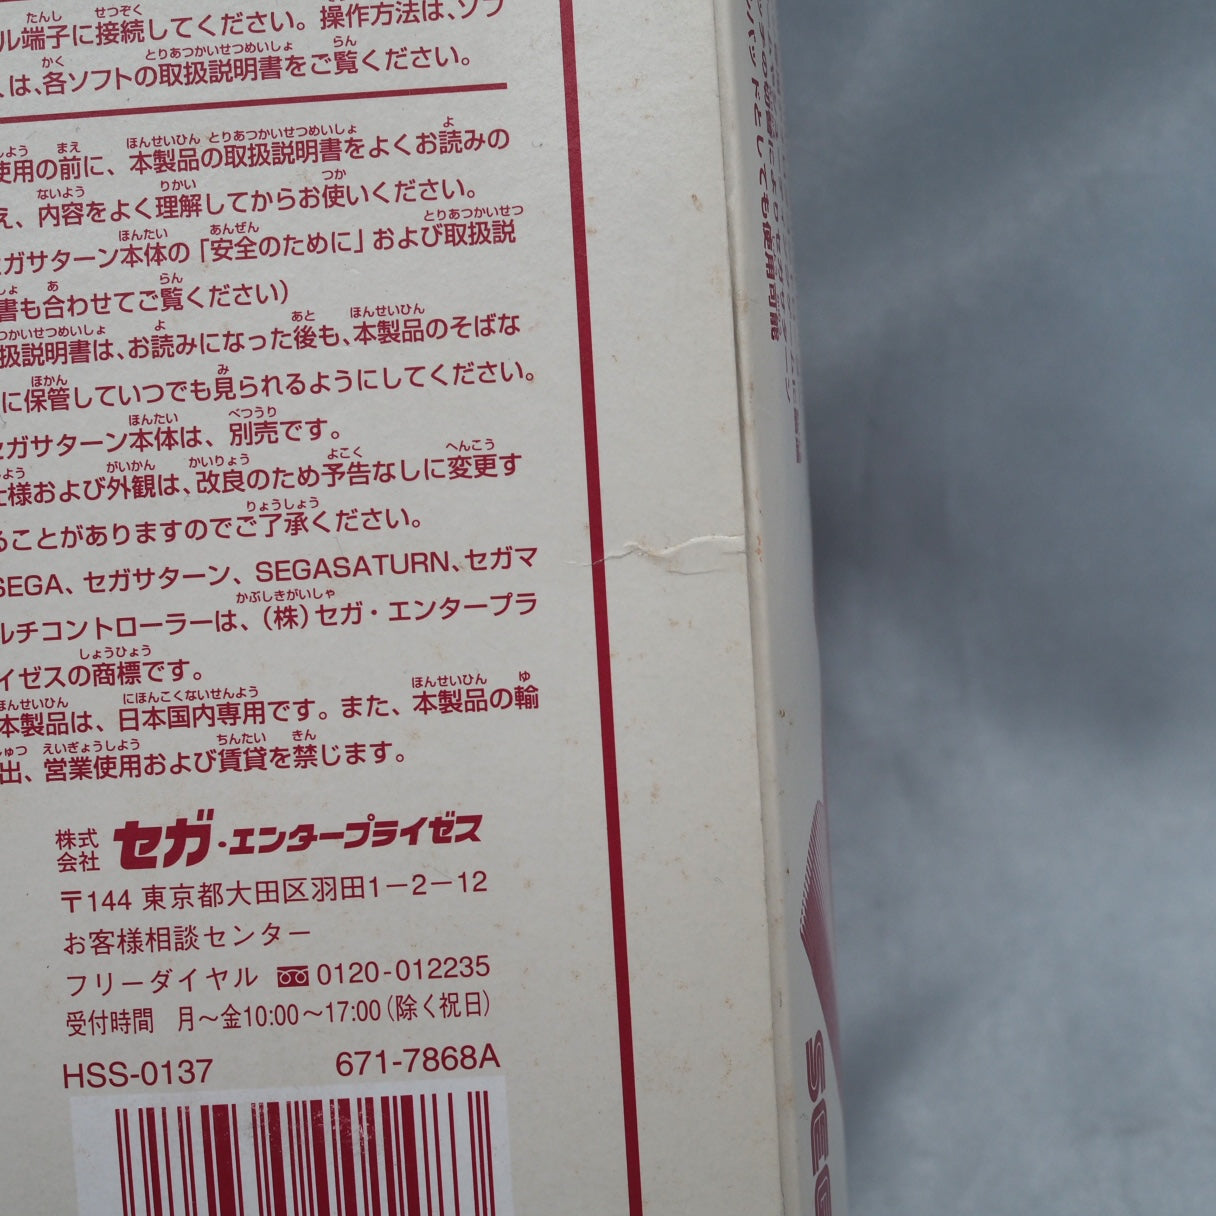 ル端子に接続してください。操作方法は、ソフ
は、各ソフトの取扱説明書をご覧ください。
使用の前に、本製品の取扱説明書をよくお読みの
え、内容をよく理解してからお使いください。
セガサターン本体の「安全のために」および取扱説
書も合わせてご覧ください）
扱説明書は、お読みになった後も、本製品のそばな
に保管していつでも見られるようにしてください。
セガサターン本体は、別売です。
仕様および外観は、改良のため予告なしに変更す
ることがありますのでご了承ください。
SEGA、セガサターン、SEGASATURN、セガマ
ルチコントローラーは、（株）セガ・エンタープラ
イゼスの商標です。
本製品は、日本国内専用です。また、本製品の輸
出、営業使用および賃貸を禁じます。
株式会社 セガ・エンタープライゼス
〒144 東京都大田区羽田1－2－12
お客様相談センター
フリーダイヤル 0120-012235
受付時間 月～金10:00～17:00（除く祝日）
HSS-0137 671-7868A
パッドとしても使用可能
SEG